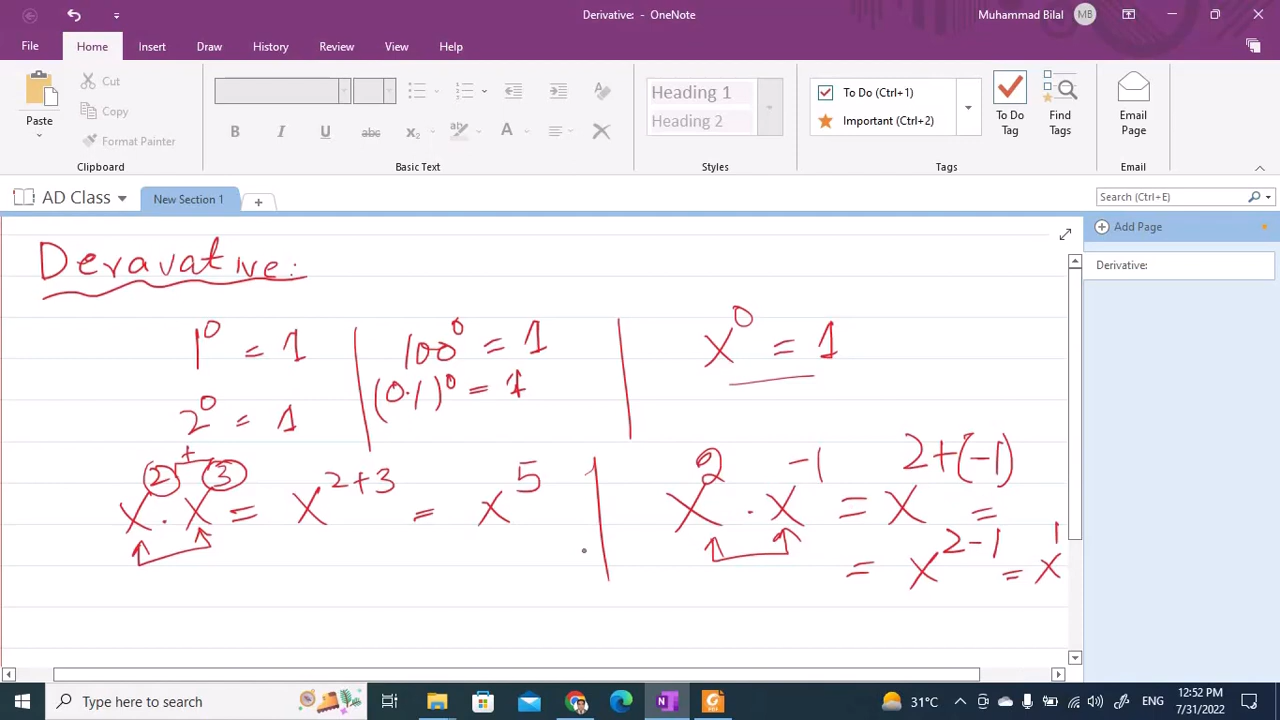 Derivative: - OneNote
Muhammad Bilal MB
File Home Insert Draw History Review View Help
Paste
Cut
Copy
Format Painter
Clipboard
B I U abc x₂ A
Basic Text
Heading 1
Heading 2
Styles
To Do (Ctrl+1)
Important (Ctrl+2)
To Do Tag
Find Tags
Tags
Email Page
Email
AD Class New Section 1 +
Search (Ctrl+E)
Add Page
Derivative:
Deravative:
1⁰ = 1
2⁰ = 1
100⁰ = 1
(0.1)⁰ = 1
x⁰ = 1
+
x² . x³ = x²⁺³ = x⁵
x² . x⁻¹ = x²⁺⁽⁻¹⁾ =
= x²⁻¹ = x¹
Type here to search
31°C
ENG
12:52 PM
7/31/2022